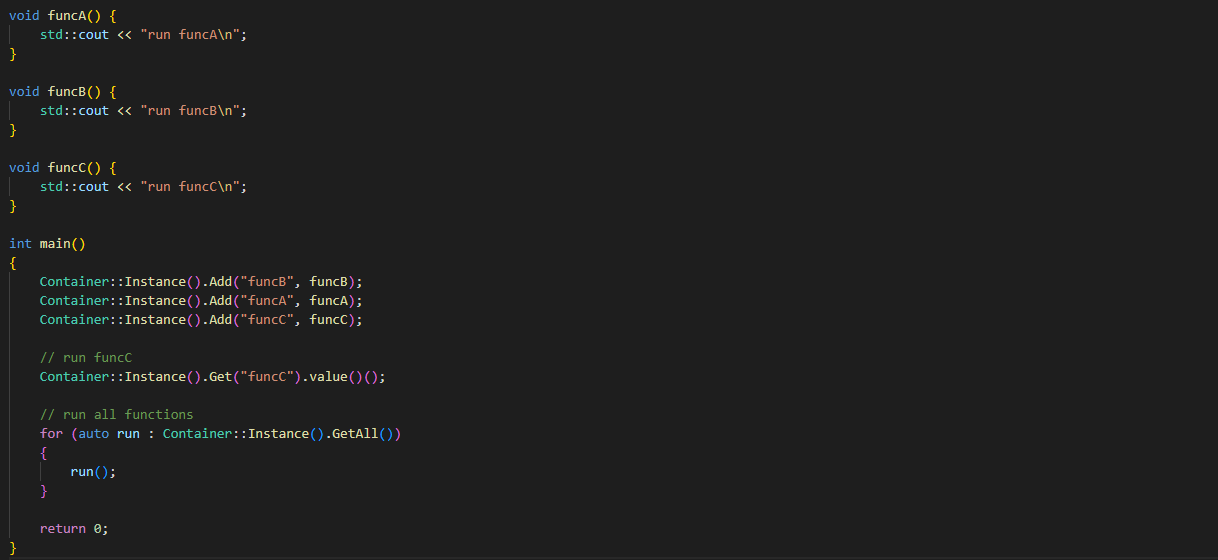 void funcA() {
    std::cout << "run funcA\n";
}

void funcB() {
    std::cout << "run funcB\n";
}

void funcC() {
    std::cout << "run funcC\n";
}

int main()
{
    Container::Instance().Add("funcB", funcB);
    Container::Instance().Add("funcA", funcA);
    Container::Instance().Add("funcC", funcC);

    // run funcC
    Container::Instance().Get("funcC").value()();

    // run all functions
    for (auto run : Container::Instance().GetAll())
    {
        run();
    }

    return 0;
}